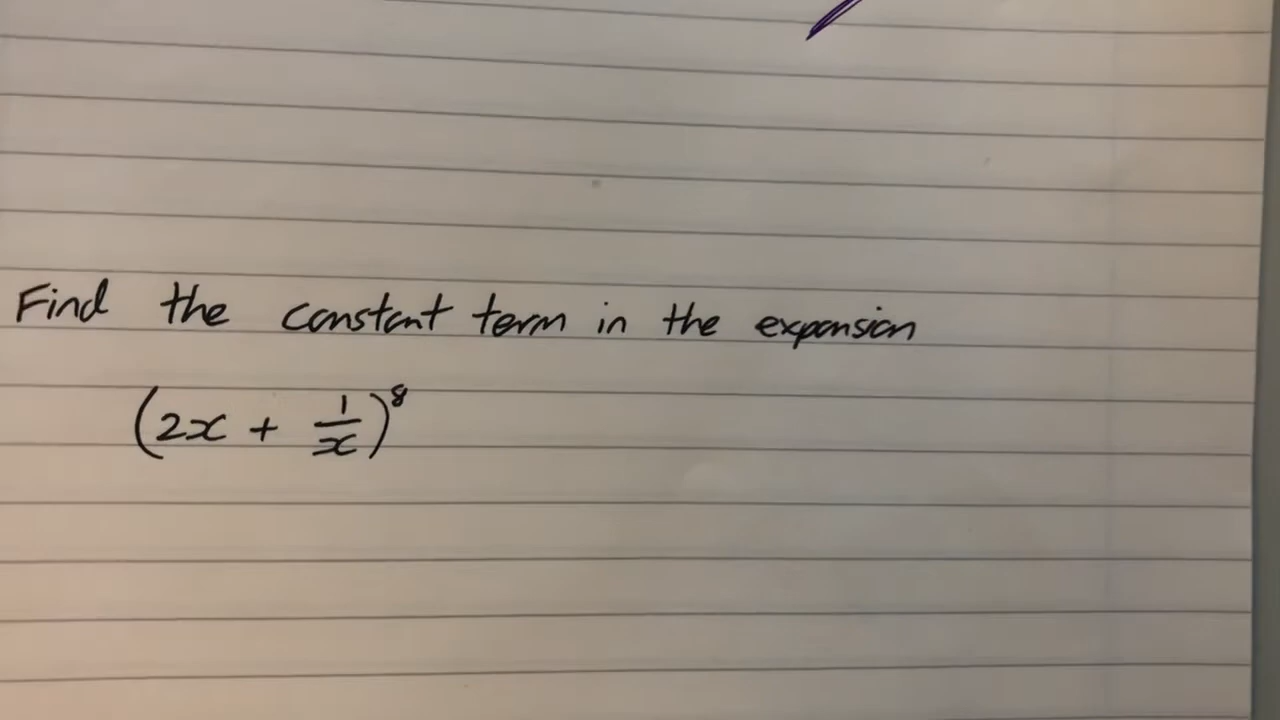 Find the constant term in the expansion
(2x + 1/x)^8